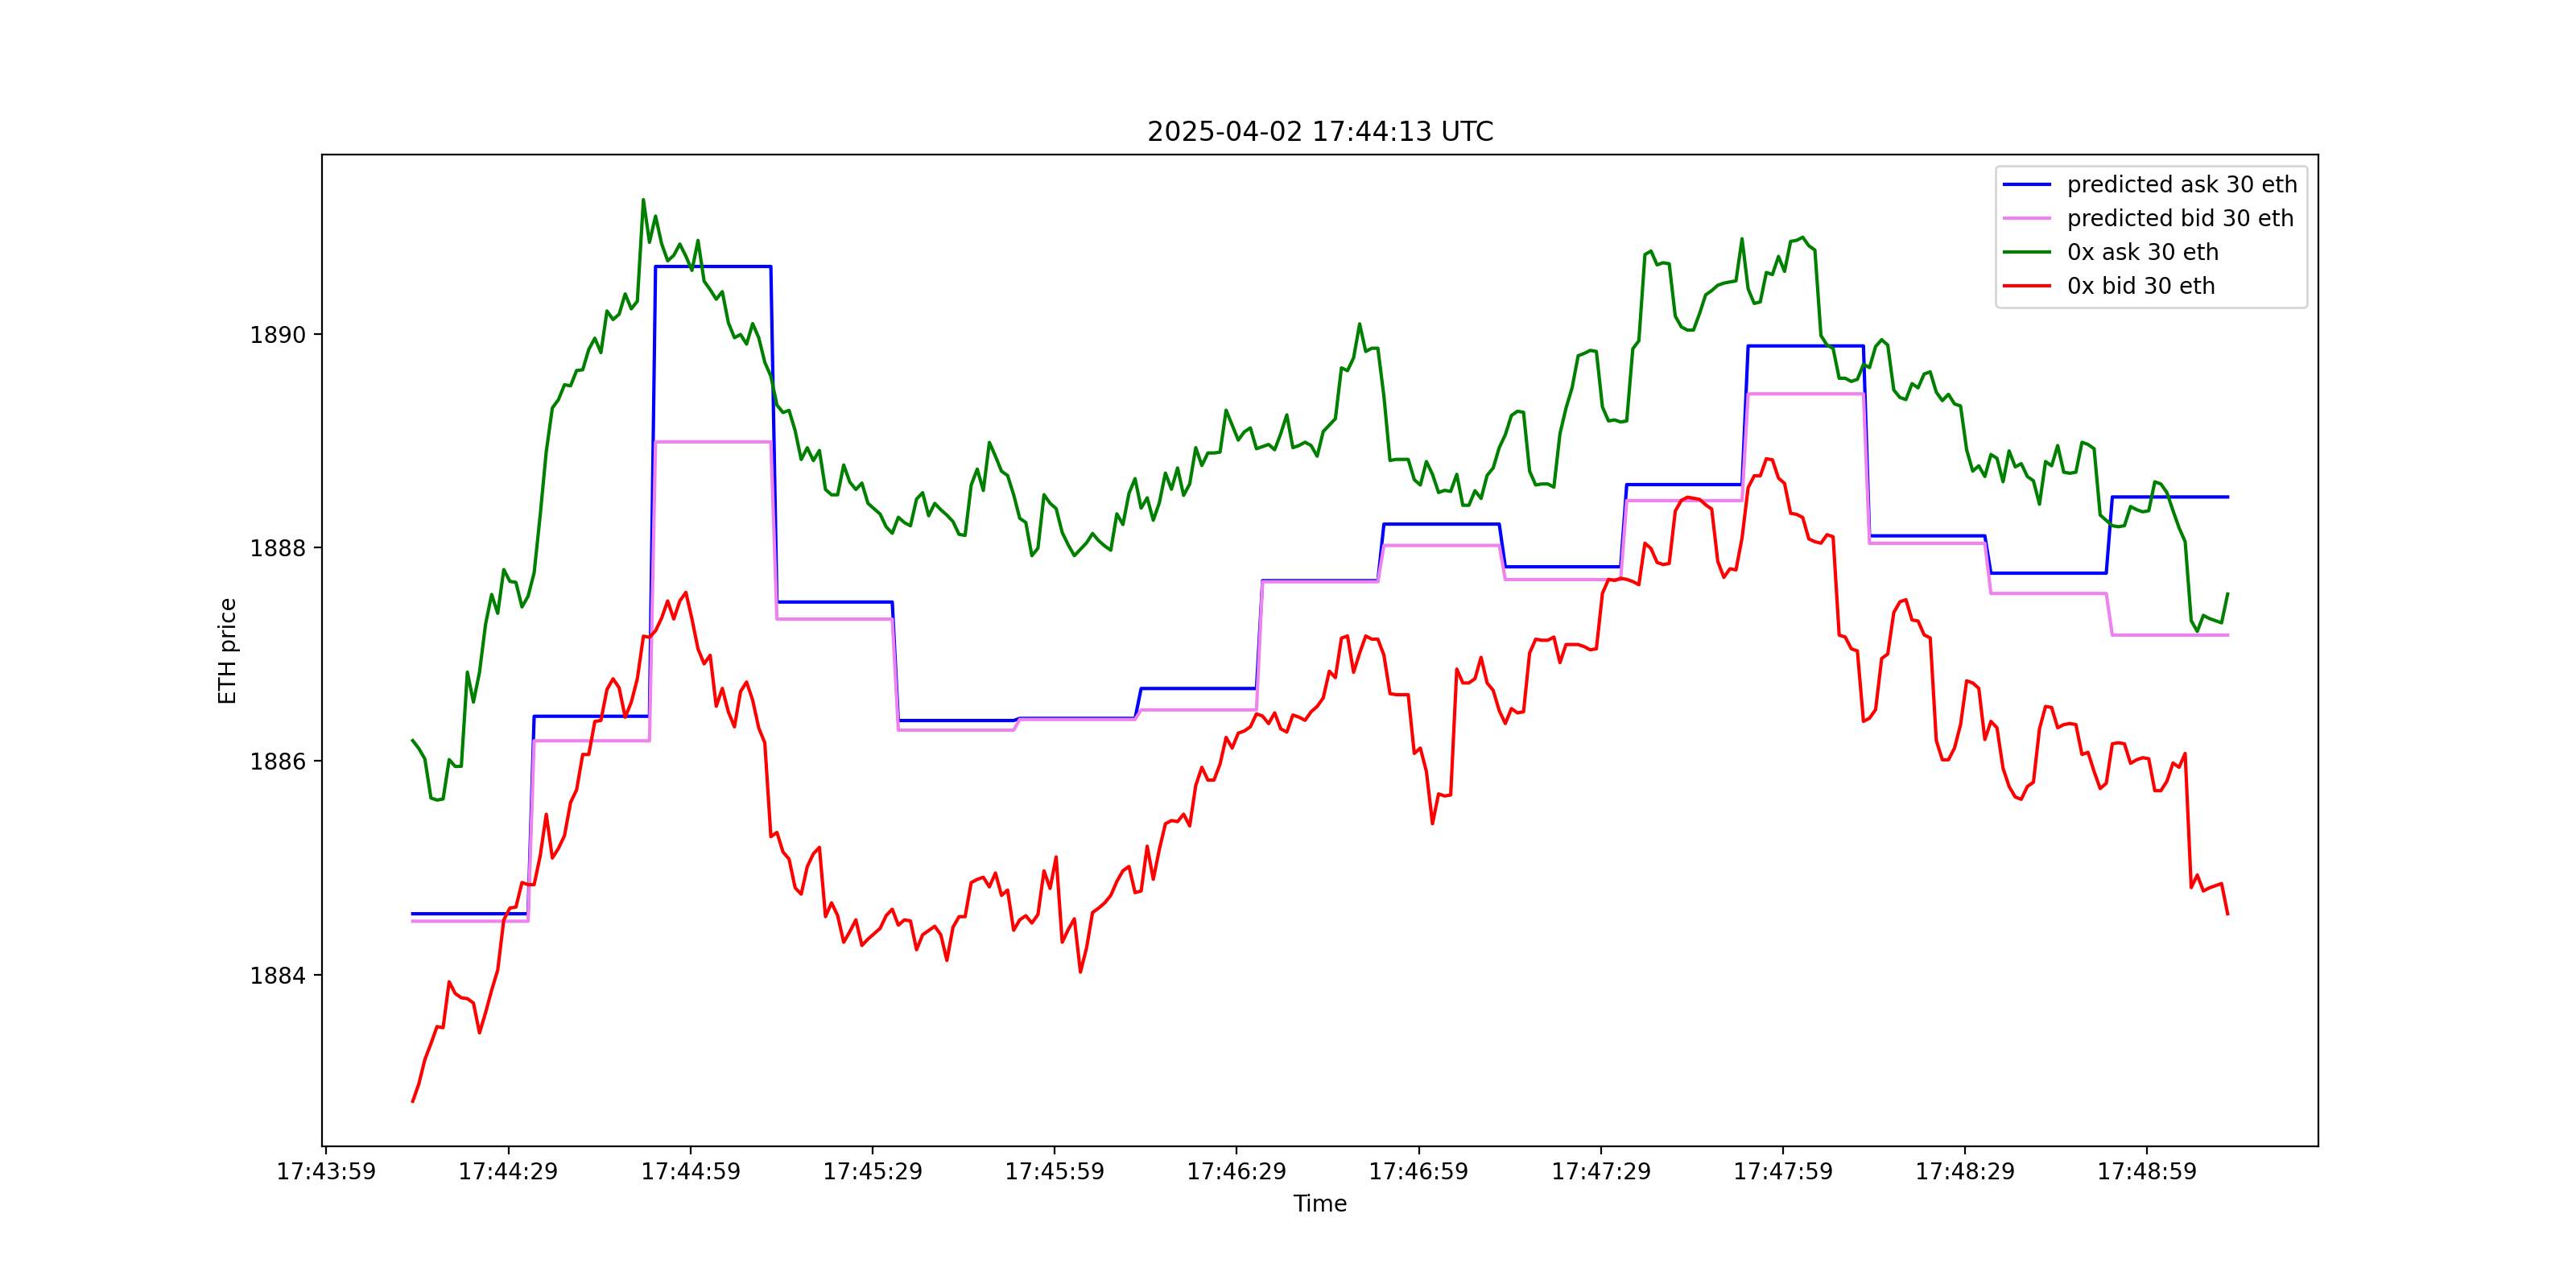 2025-04-02 17:44:13 UTC
predicted ask 30 eth
predicted bid 30 eth
0x ask 30 eth
0x bid 30 eth
ETH price
1890
1888
1886
1884
17:43:59 17:44:29 17:44:59 17:45:29 17:45:59 17:46:29 17:46:59 17:47:29 17:47:59 17:48:29 17:48:59
Time